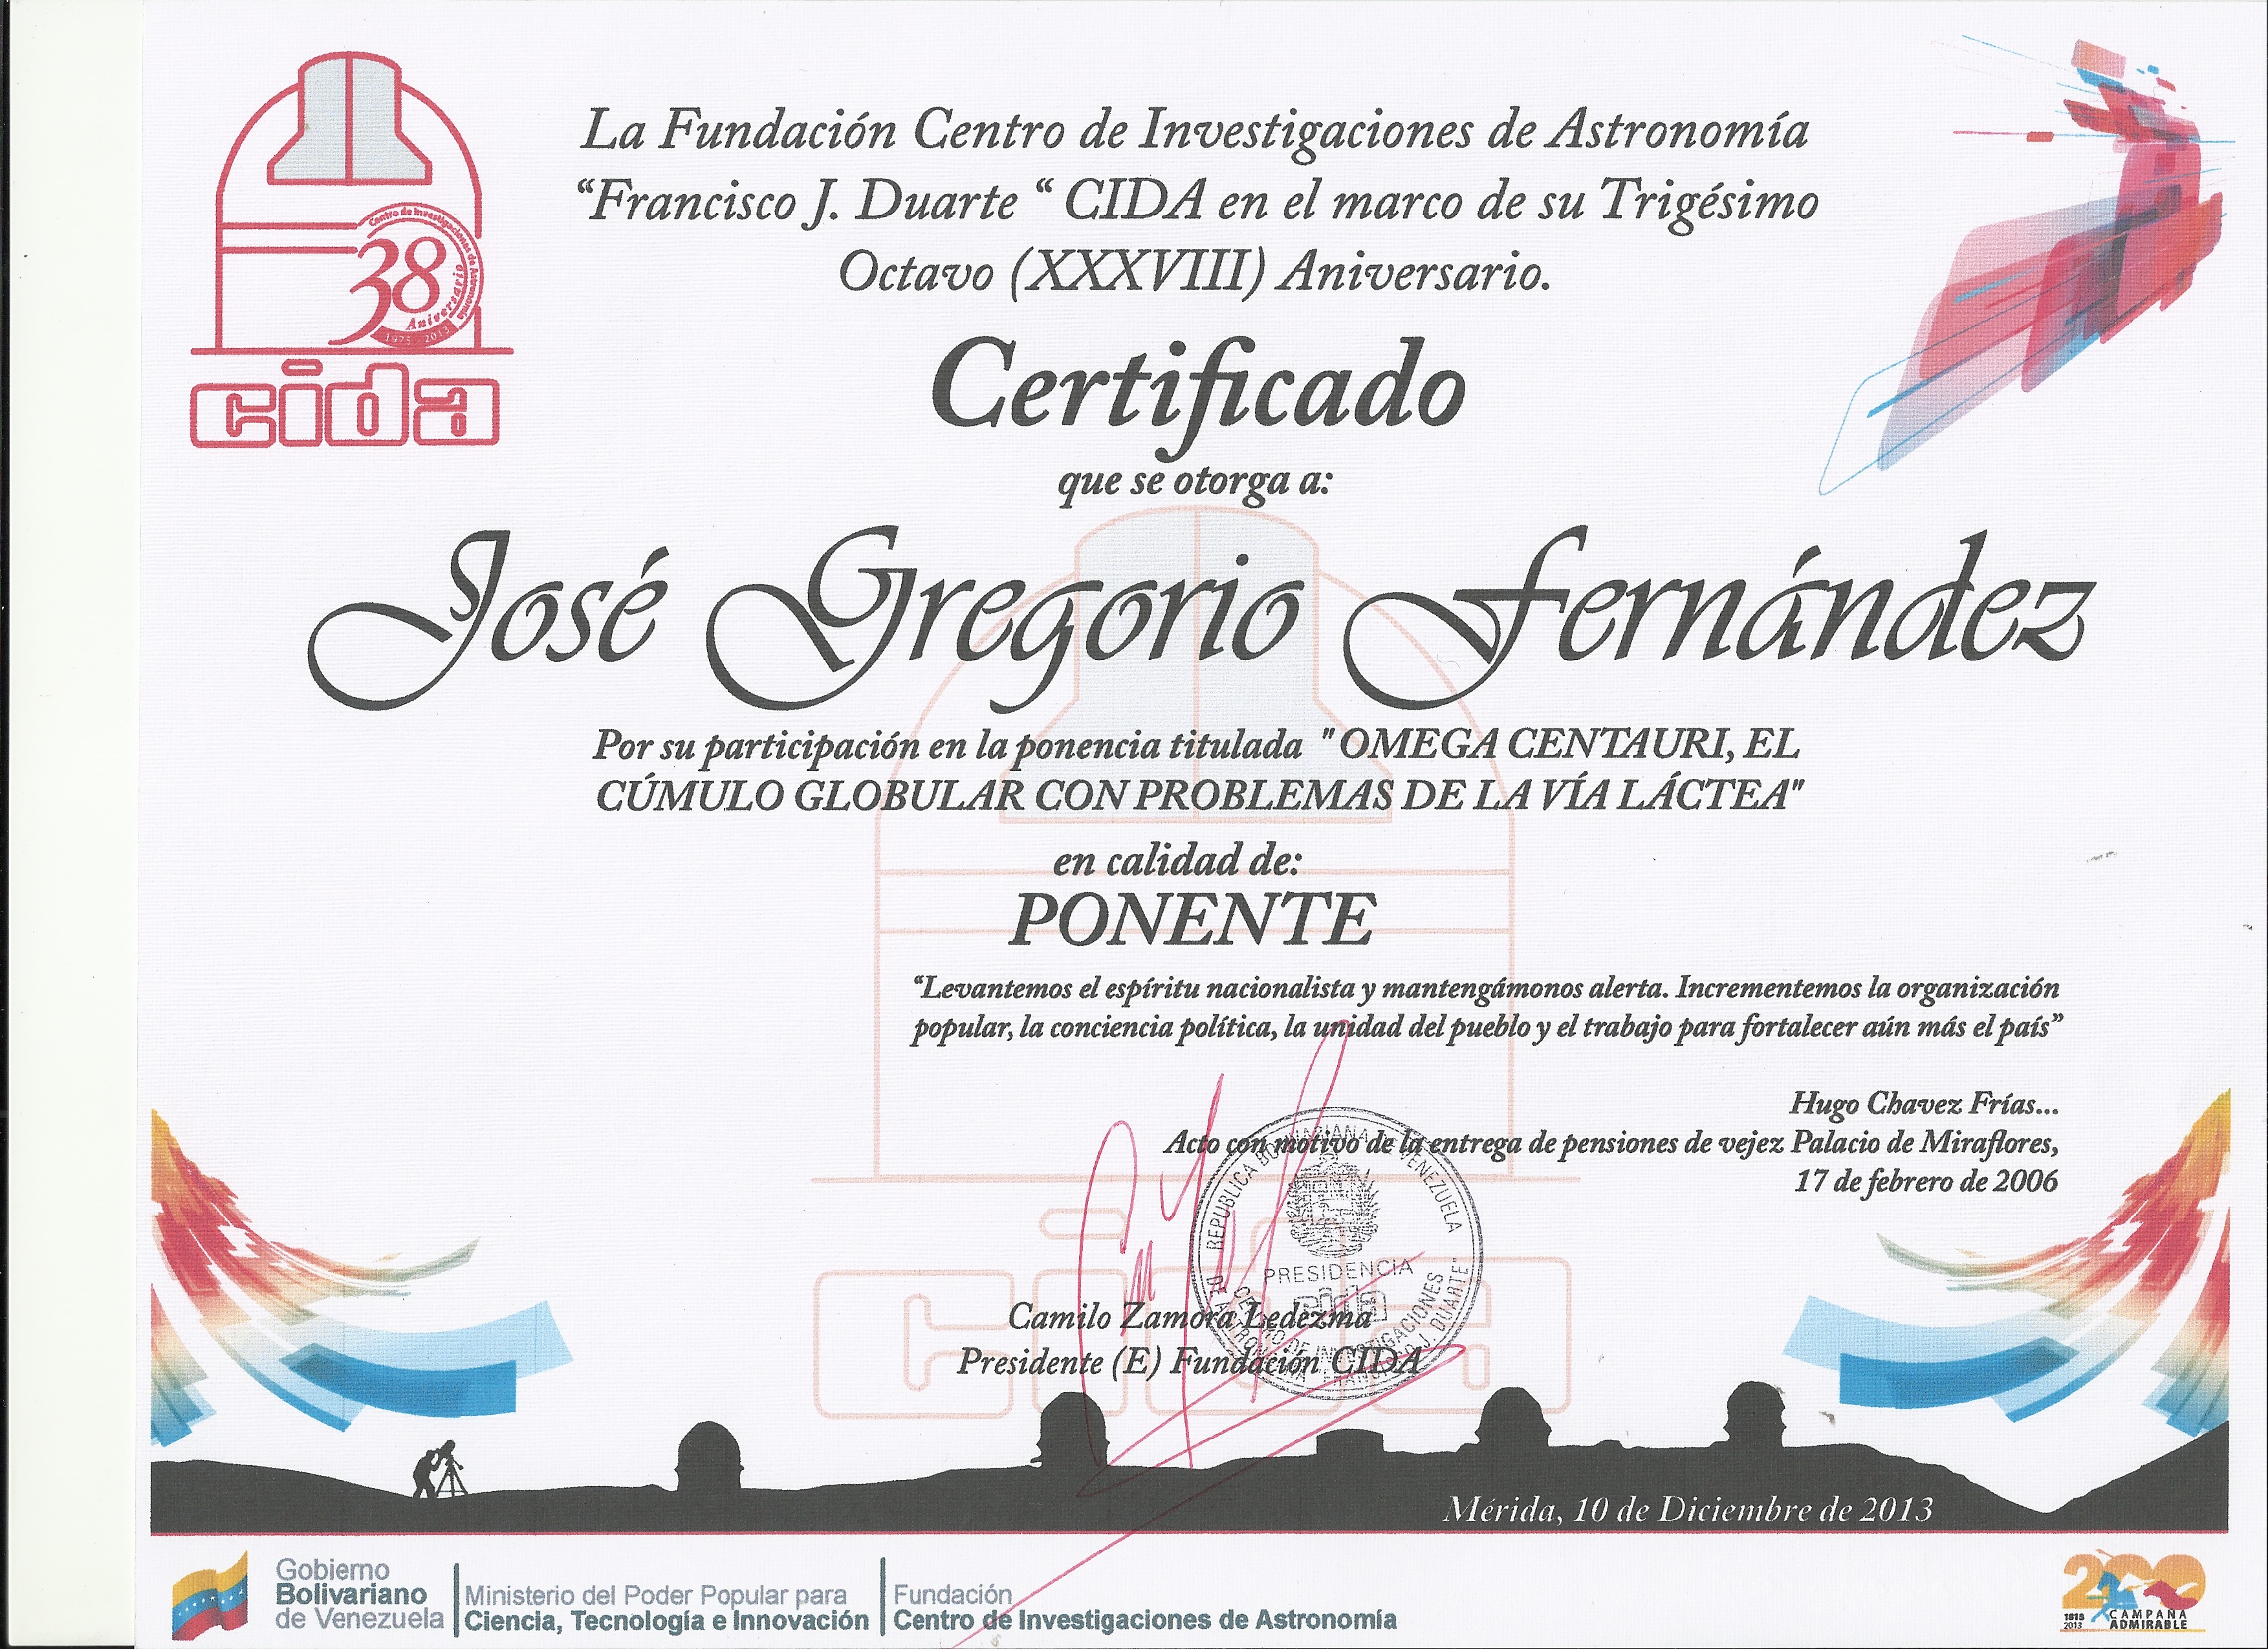 La Fundación Centro de Investigaciones de Astronomía
“Francisco J. Duarte “ CIDA en el marco de su Trigésimo
Octavo (XXXVIII) Aniversario.
Centro de Investigaciones de Astronomía
38
Aniversario
1975 - 2013
cida
Certificado
que se otorga a:
José Gregorio Fernández
Por su participación en la ponencia titulada "OMEGA CENTAURI, EL
CÚMULO GLOBULAR CON PROBLEMAS DE LA VÍA LÁCTEA"
en calidad de:
PONENTE
“Levantemos el espíritu nacionalista y mantengámonos alerta. Incrementemos la organización
popular, la conciencia política, la unidad del pueblo y el trabajo para fortalecer aún más el país”
Hugo Chavez Frías...
Acto con motivo de la entrega de pensiones de vejez Palacio de Miraflores,
17 de febrero de 2006
REPUBLICA BOLIVARIANA DE VENEZUELA
PRESIDENCIA
cida
CENTRO DE INVESTIGACIONES
DE ASTRONOMIA "FRANCISCO J. DUARTE"
Camilo Zamora Ledezma
Presidente (E) Fundación CIDA
cida
Mérida, 10 de Diciembre de 2013
Gobierno
Bolivariano
de Venezuela
Ministerio del Poder Popular para
Ciencia, Tecnología e Innovación
Fundación
Centro de Investigaciones de Astronomía
200
1813
2013
CAMPAÑA
ADMIRABLE